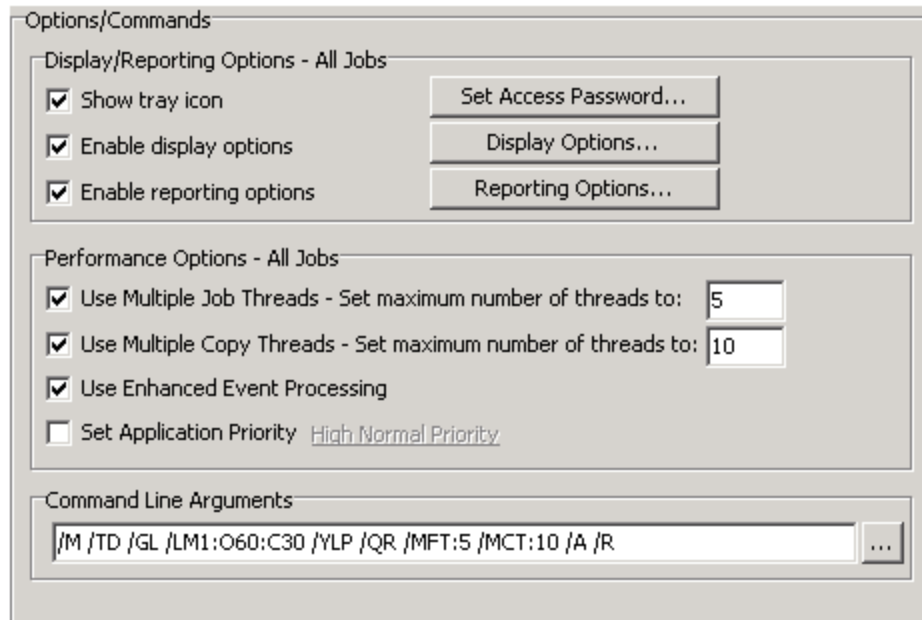 Options/Commands
Display/Reporting Options - All Jobs
Show tray icon
Set Access Password...
Enable display options
Display Options...
Enable reporting options
Reporting Options...
Performance Options - All Jobs
Use Multiple Job Threads - Set maximum number of threads to: 5
Use Multiple Copy Threads - Set maximum number of threads to: 10
Use Enhanced Event Processing
Set Application Priority High Normal Priority
Command Line Arguments
/M /TD /GL /LM1:O60:C30 /YLP /QR /MFT:5 /MCT:10 /A /R
...